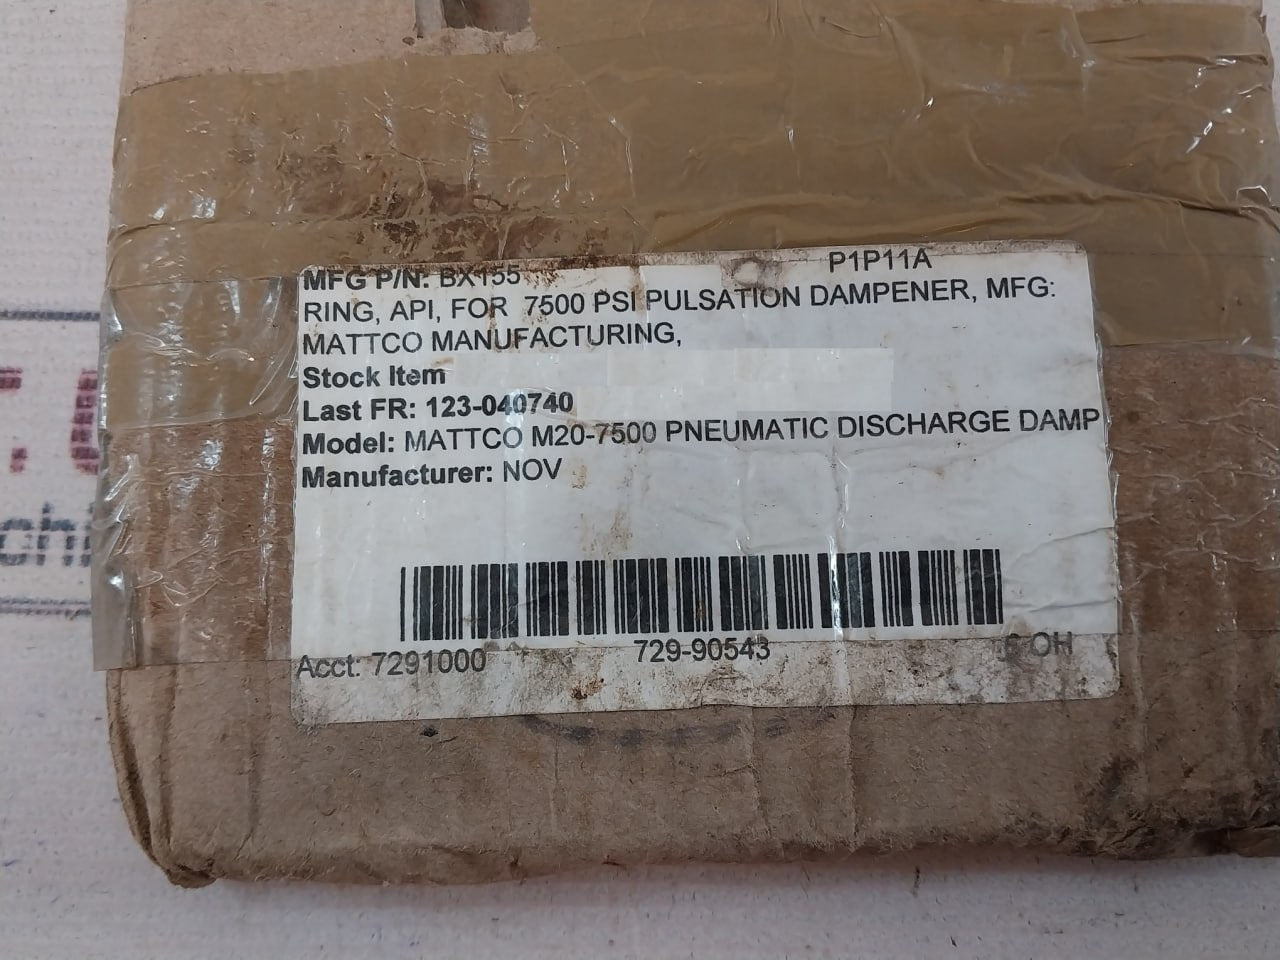 MFG P/N: BX155 P1P11A
RING, API, FOR 7500 PSI PULSATION DAMPENER, MFG:
MATTCO MANUFACTURING,
Stock Item
Last FR: 123-040740
Model: MATTCO M20-7500 PNEUMATIC DISCHARGE DAMP
Manufacturer: NOV
Acct: 7291000 729-90543 OH